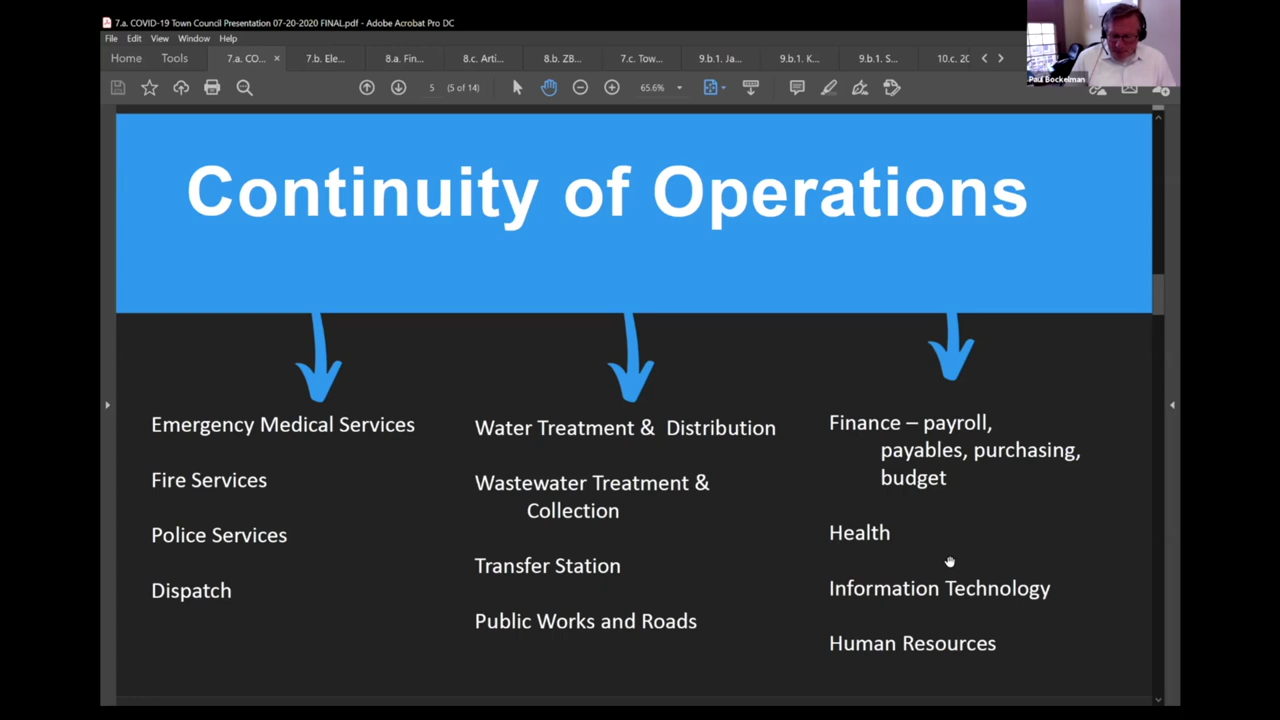 7.a. COVID-19 Town Council Presentation 07-20-2020 FINAL.pdf - Adobe Acrobat Pro DC
File Edit View Window Help
Home Tools 7.a. CO... × 7.b. Ele... 8.a. Fin... 8.c. Arti... 8.b. ZB... 7.c. Tow... 9.b.1. Ja... 9.b.1. K... 9.b.1. S... 10.c. 20
5 (5 of 14) 65.6%
Paul Bockelman
Continuity of Operations
Emergency Medical Services
Fire Services
Police Services
Dispatch
Water Treatment & Distribution
Wastewater Treatment &
Collection
Transfer Station
Public Works and Roads
Finance – payroll,
payables, purchasing,
budget
Health
Information Technology
Human Resources